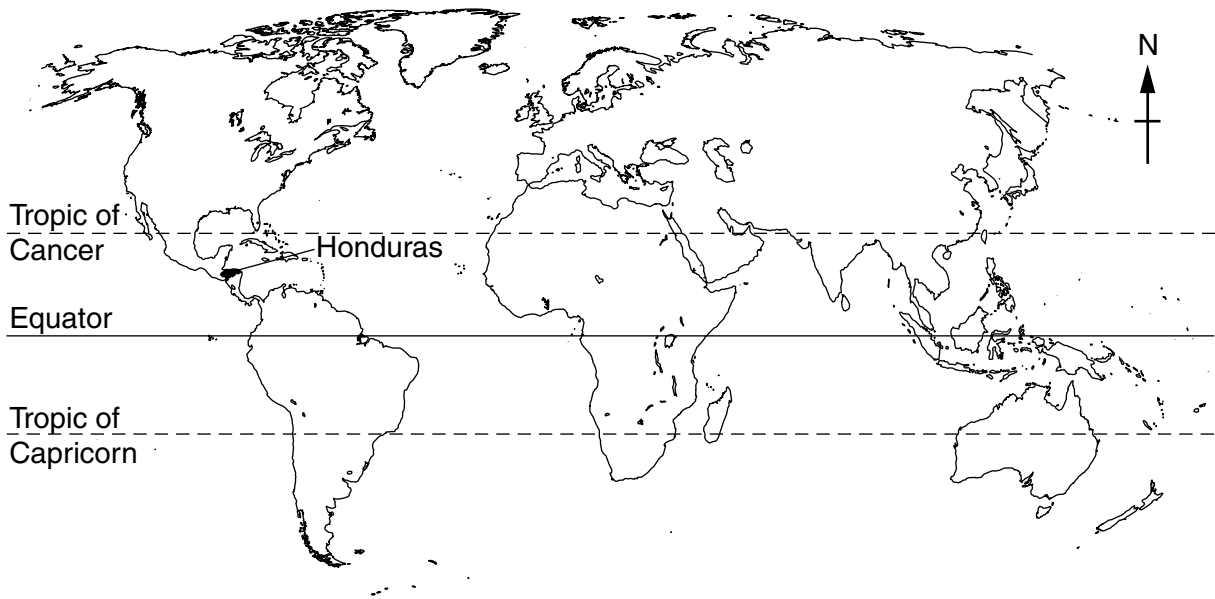 N
Tropic of
Cancer
Honduras
Equator
Tropic of
Capricorn